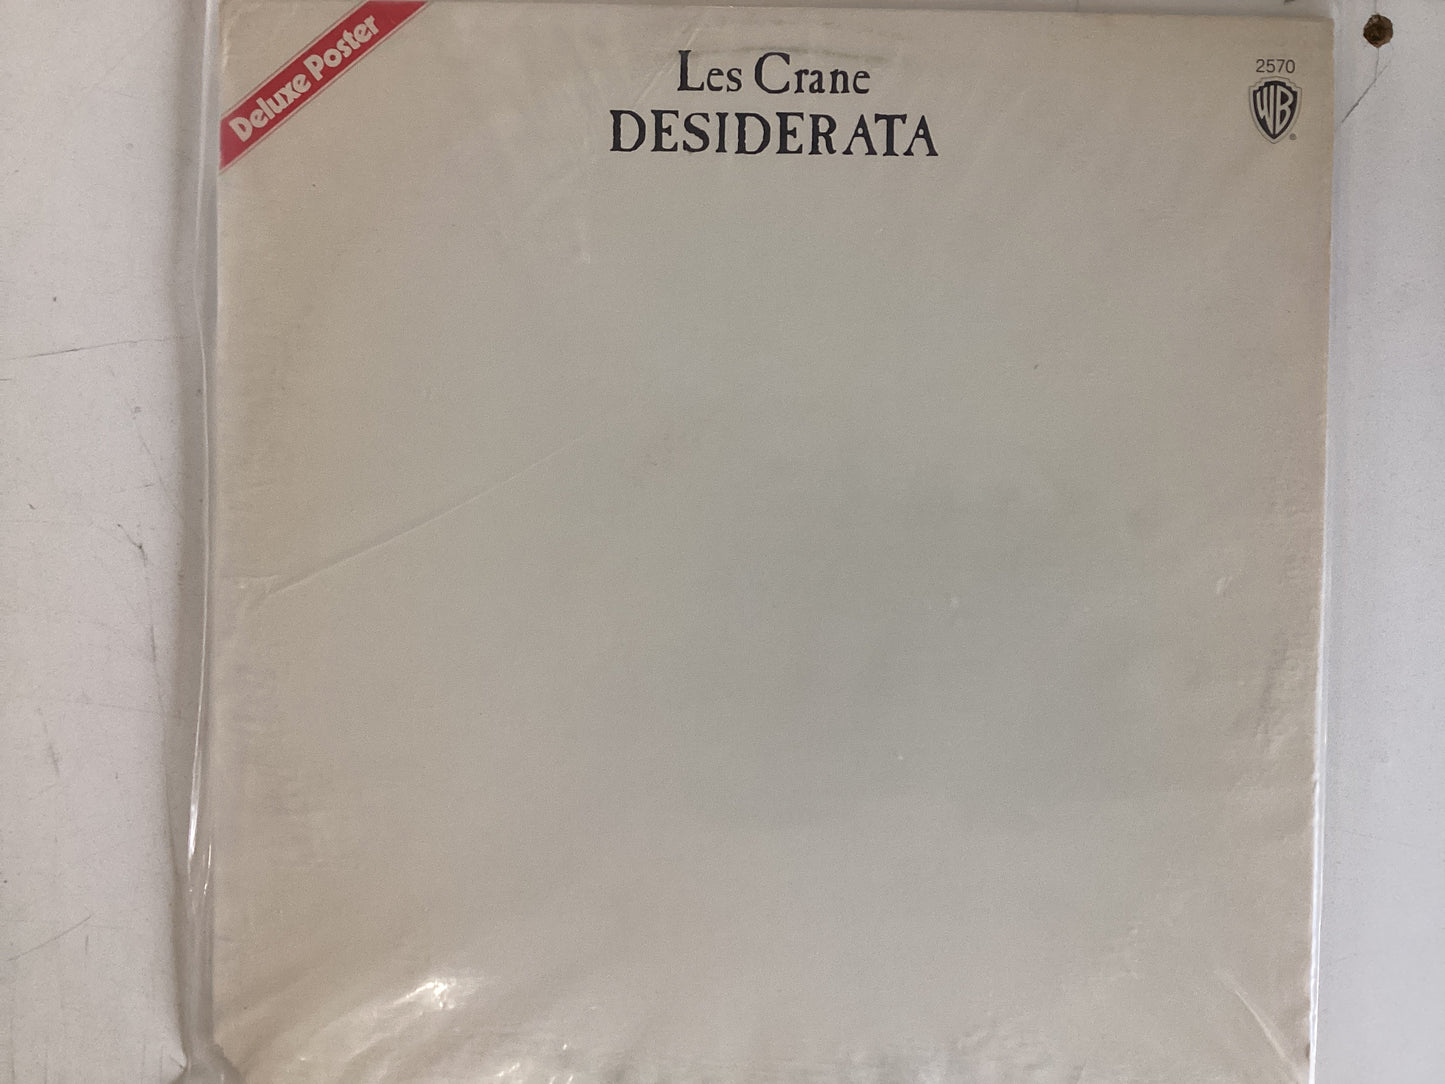 Deluxe Poster
Les Crane
DESIDERATA
2570
WB
®